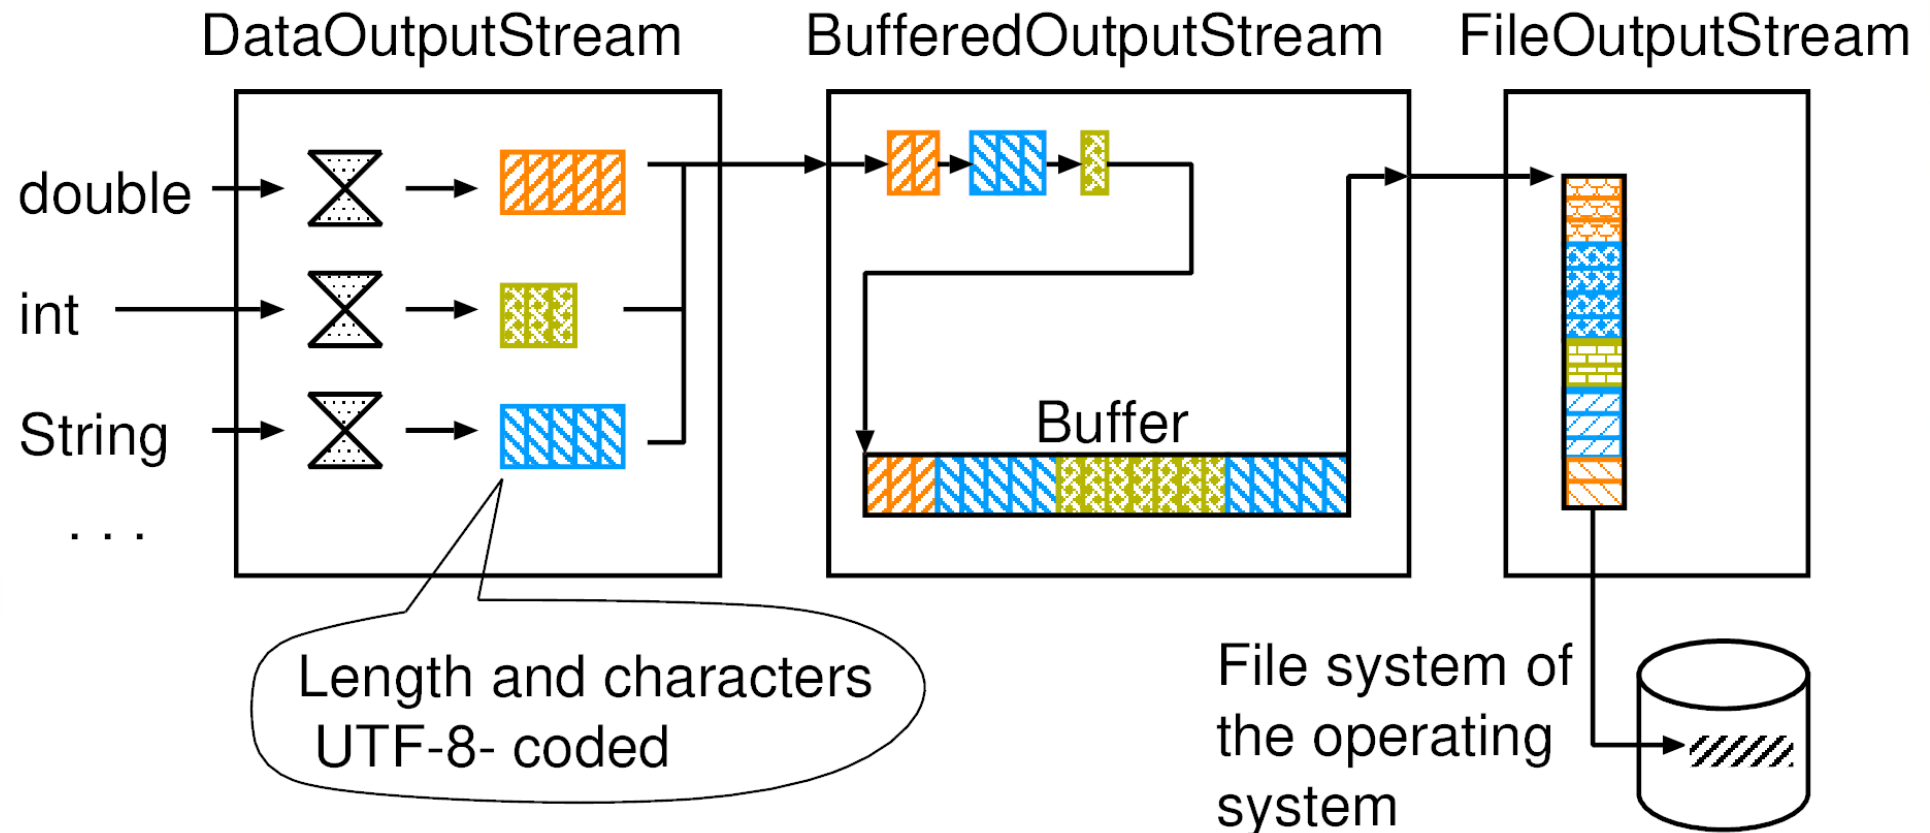 DataOutputStream
BufferedOutputStream
FileOutputStream
double
int
String
. . .
Buffer
Length and characters
UTF-8- coded
File system of
the operating
system